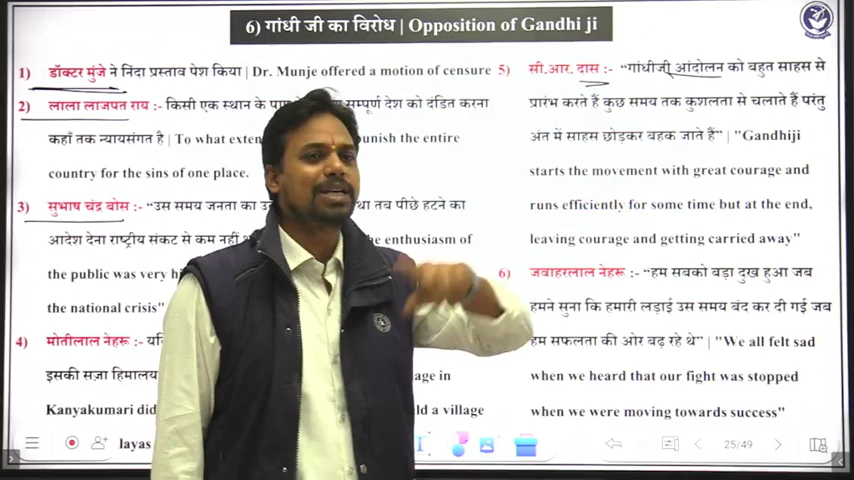 6) गांधी जी का विरोध | Opposition of Gandhi ji
1) डॉक्टर मुंजे ने निंदा प्रस्ताव पेश किया | Dr. Munje offered a motion of censure
2) लाला लाजपत राय :- किसी एक स्थान के सम्पूर्ण देश को दंडित करना
कहाँ तक न्यायसंगत है | To what punish the entire
country for the sins of one place.
3) सुभाष चंद्र बोस :- "उस समय जनता का था तब पीछे हटने का
आदेश देना राष्ट्रीय संकट से कम नहीं enthusiasm of
the public was very
the national crisis"
4) मोतीलाल नेहरू :-
इसकी सज़ा हिमालय in
Kanyakumari did a village
layas
5) सी.आर. दास :- "गांधीजी आंदोलन को बहुत साहस से
प्रारंभ करते हैं कुछ समय तक कुशलता से चलाते हैं परंतु
अंत में साहस छोड़कर बहक जाते हैं" | "Gandhiji
starts the movement with great courage and
runs efficiently for some time but at the end,
leaving courage and getting carried away"
6) जवाहरलाल नेहरू :- "हम सबको बड़ा दुख हुआ जब
हमने सुना कि हमारी लड़ाई उस समय बंद कर दी गई जब
हम सफलता की ओर बढ़ रहे थे" | "We all felt sad
when we heard that our fight was stopped
when we were moving towards success"
25/49